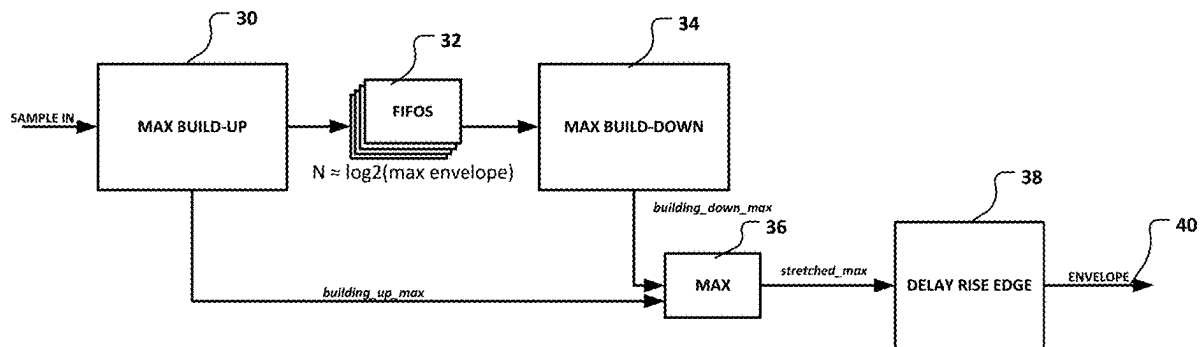 30
32
34
SAMPLE IN
MAX BUILD-UP
FIFOS
MAX BUILD-DOWN
N = log2(max envelope)
building_down_max
36
38
40
building_up_max
MAX
stretched_max
DELAY RISE EDGE
ENVELOPE